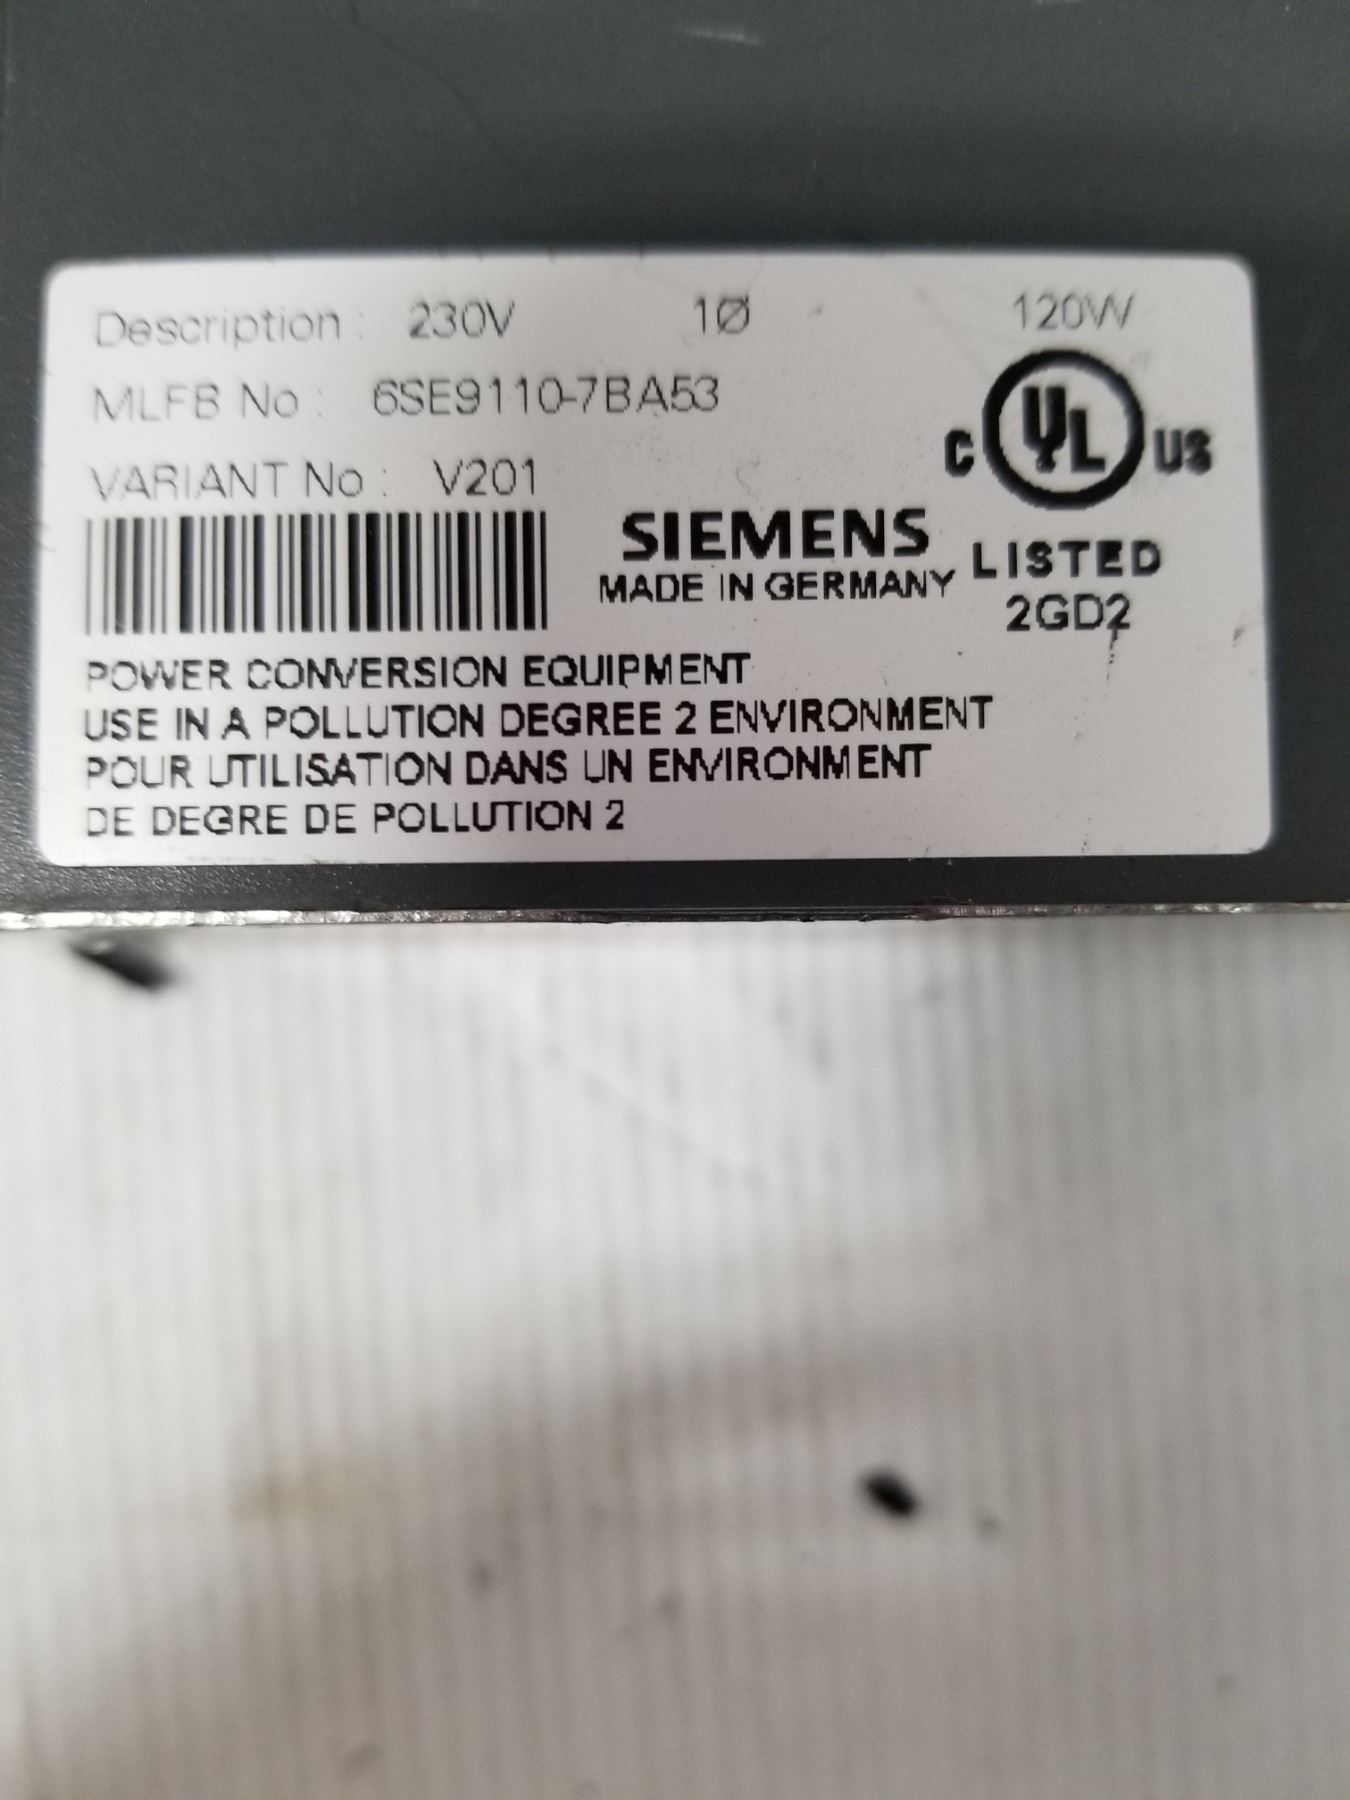 Description : 230V 1Ø 120W
MLFB No : 6SE9110-7BA53
VARIANT No : V201
C UL US
LISTED
2GD2
SIEMENS
MADE IN GERMANY
POWER CONVERSION EQUIPMENT
USE IN A POLLUTION DEGREE 2 ENVIRONMENT
POUR UTILISATION DANS UN ENVIRONMENT
DE DEGRE DE POLLUTION 2